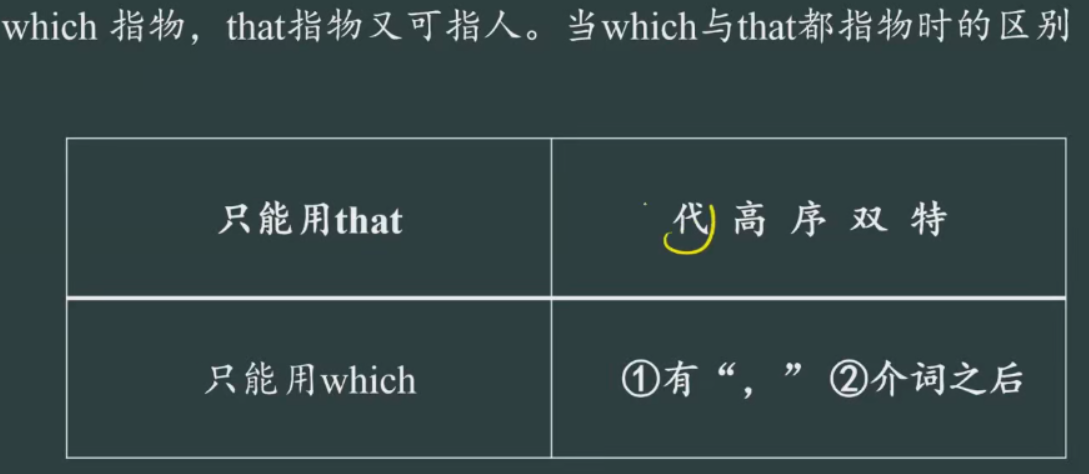 which 指物，that指物又可指人。当which与that都指物时的区别
只能用that
代 高 序 双 特
只能用which
①有“，” ②介词之后